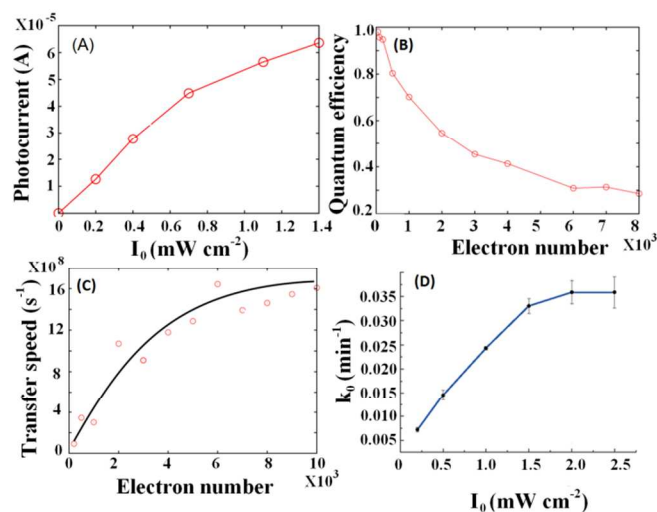 X10-5
(A)
Photocurrent (A)
6
5
4
3
2
1
0
0 0.2 0.4 0.6 0.8 1.0 1.2 1.4
I0 (mW cm-2)
(B)
Quantum efficiency
1.0
0.8
0.6
0.4
0.2
0 1 2 3 4 5 6 7 8
Electron number X103
X108
(C)
Transfer speed (s-1)
16
12
8
4
0
0 2 4 6 8 10
Electron number X103
(D)
k0 (min-1)
0.035
0.030
0.025
0.020
0.015
0.010
0.005
0 0.5 1.0 1.5 2.0 2.5
I0 (mW cm-2)